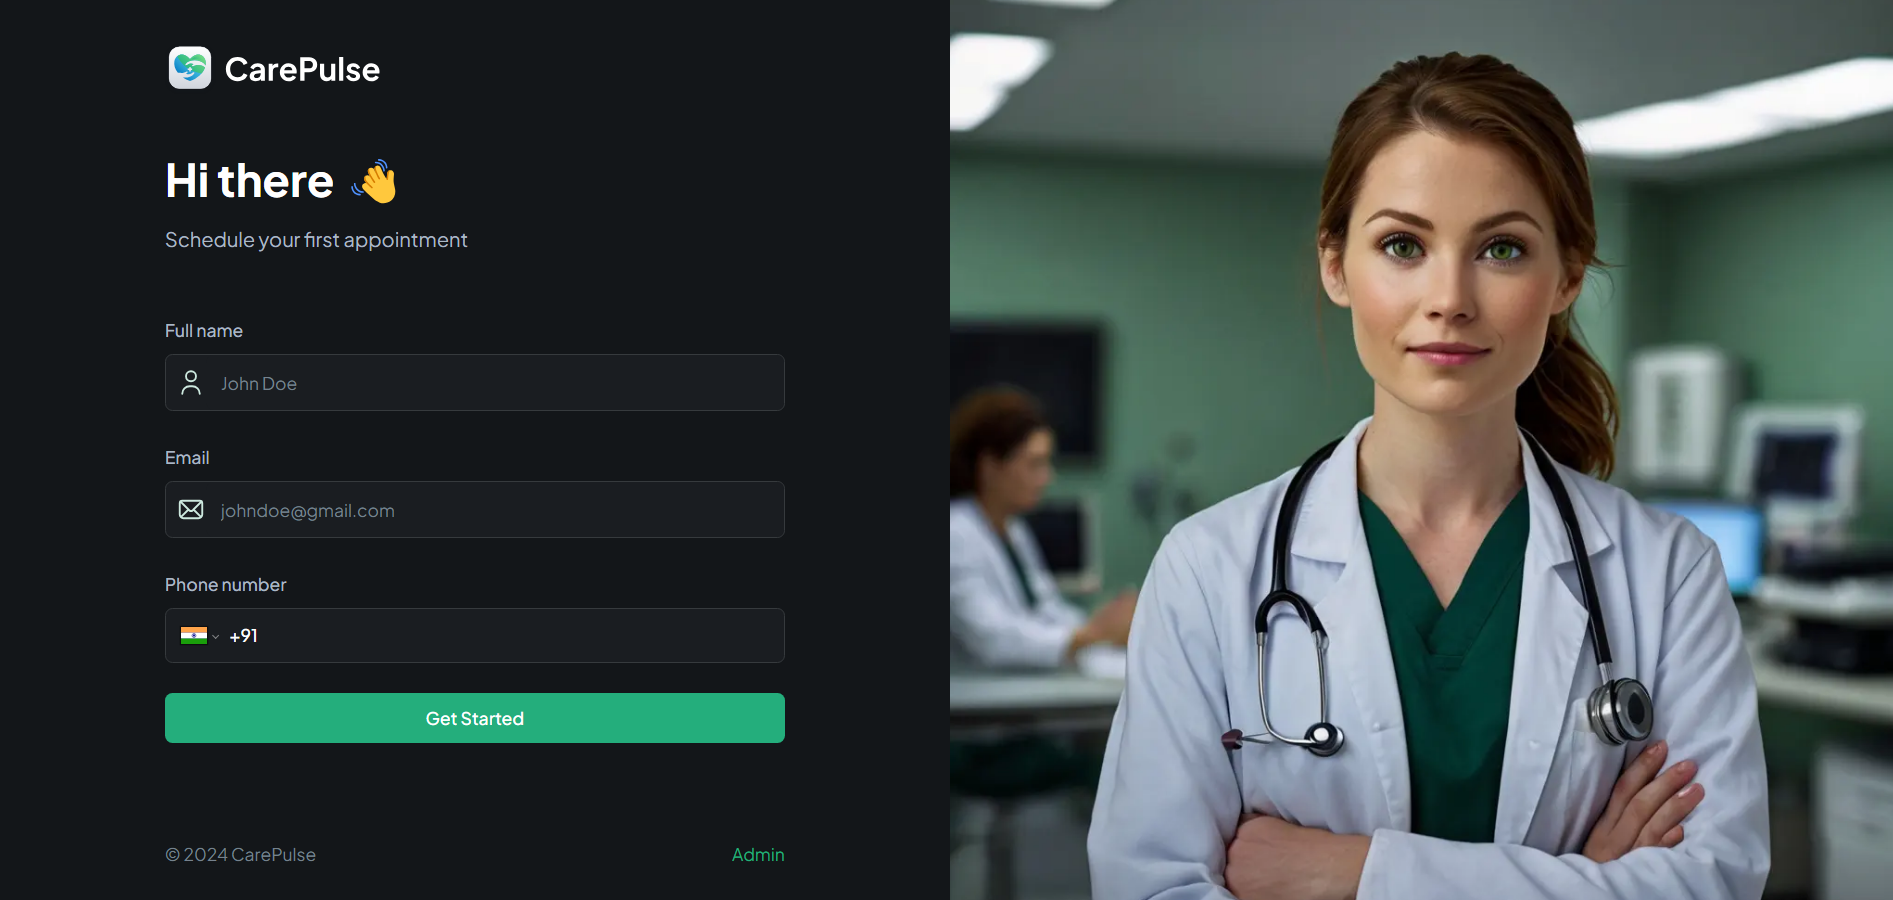 CarePulse
Hi there 👋
Schedule your first appointment
Full name
John Doe
Email
johndoe@gmail.com
Phone number
+91
Get Started
© 2024 CarePulse
Admin